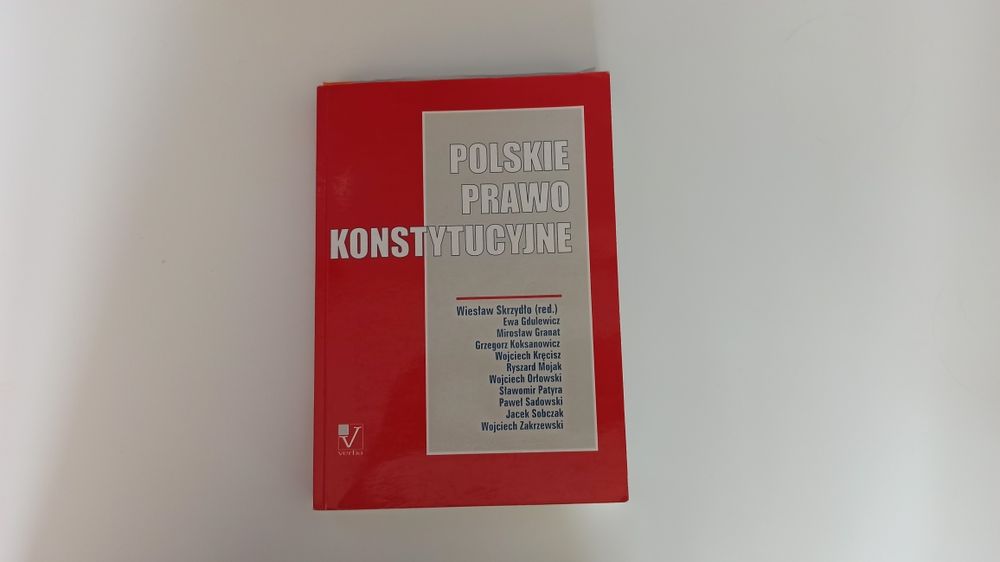 POLSKIE
PRAWO
KONSTYTUCYJNE
Wiesław Skrzydło (red.)
Ewa Gdulewicz
Mirosław Granat
Grzegorz Koksanowicz
Wojciech Kręcisz
Ryszard Mojak
Wojciech Orłowski
Sławomir Patyra
Paweł Sadowski
Jacek Sobczak
Wojciech Zakrzewski
V
verba